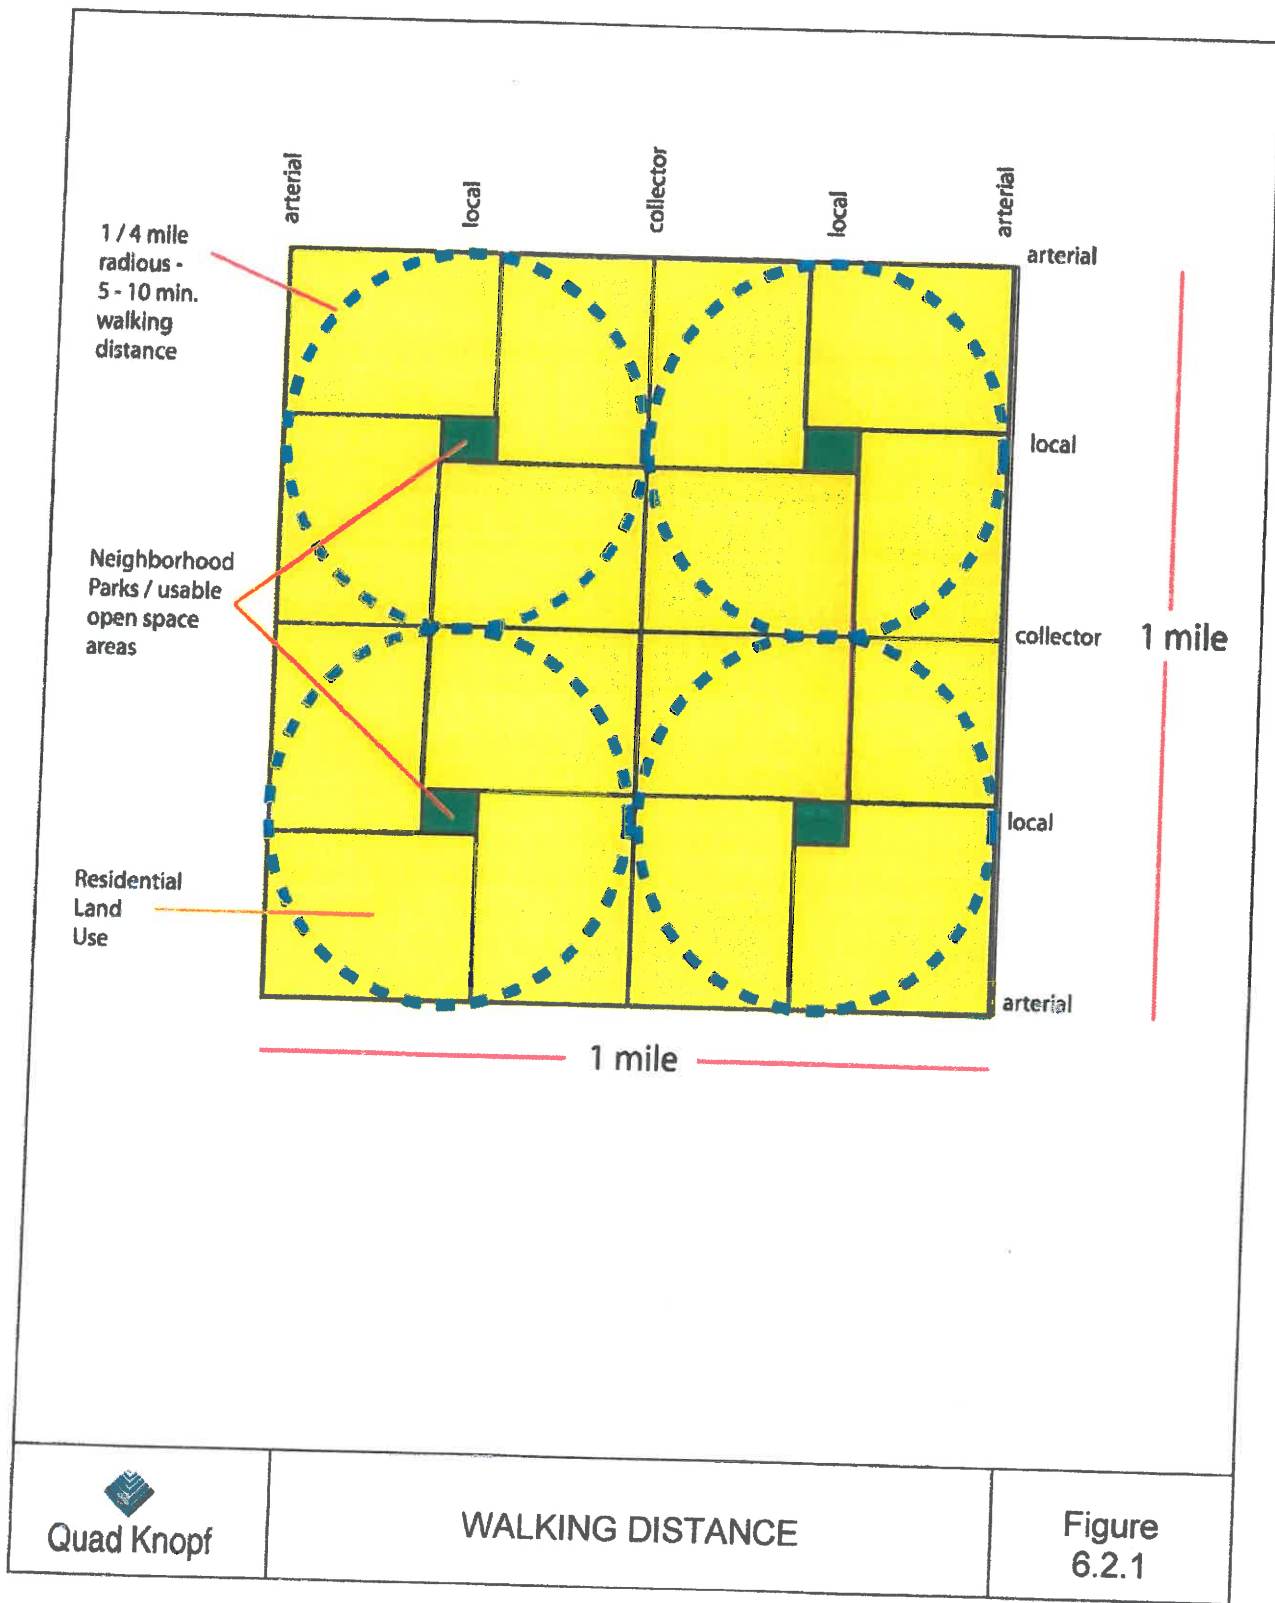 arterial
local
collector
local
arterial
1 / 4 mile
radious -
5 - 10 min.
walking
distance
arterial
local
Neighborhood
Parks / usable
open space
areas
collector
1 mile
local
Residential
Land
Use
arterial
1 mile
Quad Knopf
WALKING DISTANCE
Figure
6.2.1